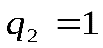 q₂ = 1